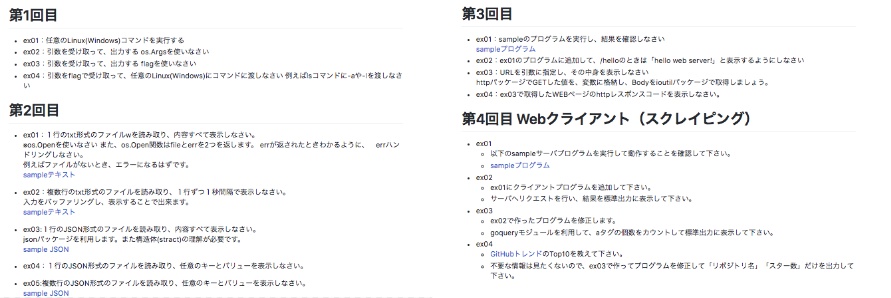 第1回目
ex01：任意のLinux(Windows)コマンドを実行する
ex02：引数を受け取って、出力する os.Argsを使いなさい
ex03：引数を受け取って、出力する flagを使いなさい
ex04：引数をflagで受け取って、任意のLinux(Windows)にコマンドに渡しなさい 例えばlsコマンドに-aや-lを渡しなさ
い
第2回目
ex01：１行のtxt形式のファイルwを読み取り、内容すべて表示しなさい。
※os.Openを使いなさい また、os.Open関数はfileとerrを2つを返します。 errが返されたときわかるように、 errハン
ドリングしなさい。
例えばファイルがないとき、エラーになるはずです。
sampleテキスト
ex02：複数行のtxt形式のファイルを読み取り、１行ずつ１秒間隔で表示しなさい。
入力をバッファリングし、表示することで出来ます。
sampleテキスト
ex03:１行のJSON形式のファイルを読み取り、内容すべて表示しなさい。
jsonパッケージを利用します。また構造体(stract)の理解が必要です。
sample JSON
ex04：１行のJSON形式のファイルを読み取り、任意のキーとバリューを表示しなさい。
ex05:複数行のJSON形式のファイルを読み取り、任意のキーとバリューを表示しなさい。
sample JSON
第3回目
ex01：sampleのプログラムを実行し、結果を確認しなさい
sampleプログラム
ex02：ex01のプログラムに追加して、/helloのときは「hello web server!」と表示するようにしなさい
ex03：URLを引数に指定し、その中身を表示しなさい
httpパッケージでGETした値を、変数に格納し、Bodyをioutilパッケージで取得しましょう。
ex04：ex03で取得したWEBページのhttpレスポンスコードを表示しなさい。
第4回目 Webクライアント（スクレイピング）
ex01
以下のsampleサーバプログラムを実行して動作することを確認して下さい。
sampleプログラム
ex02
ex01にクライアントプログラムを追加して下さい。
サーバへリクエストを行い、結果を標準出力に表示して下さい。
ex03
ex02で作ったプログラムを修正します。
goqueryモジュールを利用して、aタグの個数をカウントして標準出力に表示して下さい。
ex04
GitHubトレンドのTop10を教えて下さい。
不要な情報は見たくないので、ex03で作ってプログラムを修正して「リポジトリ名」「スター数」だけを出力して
下さい。